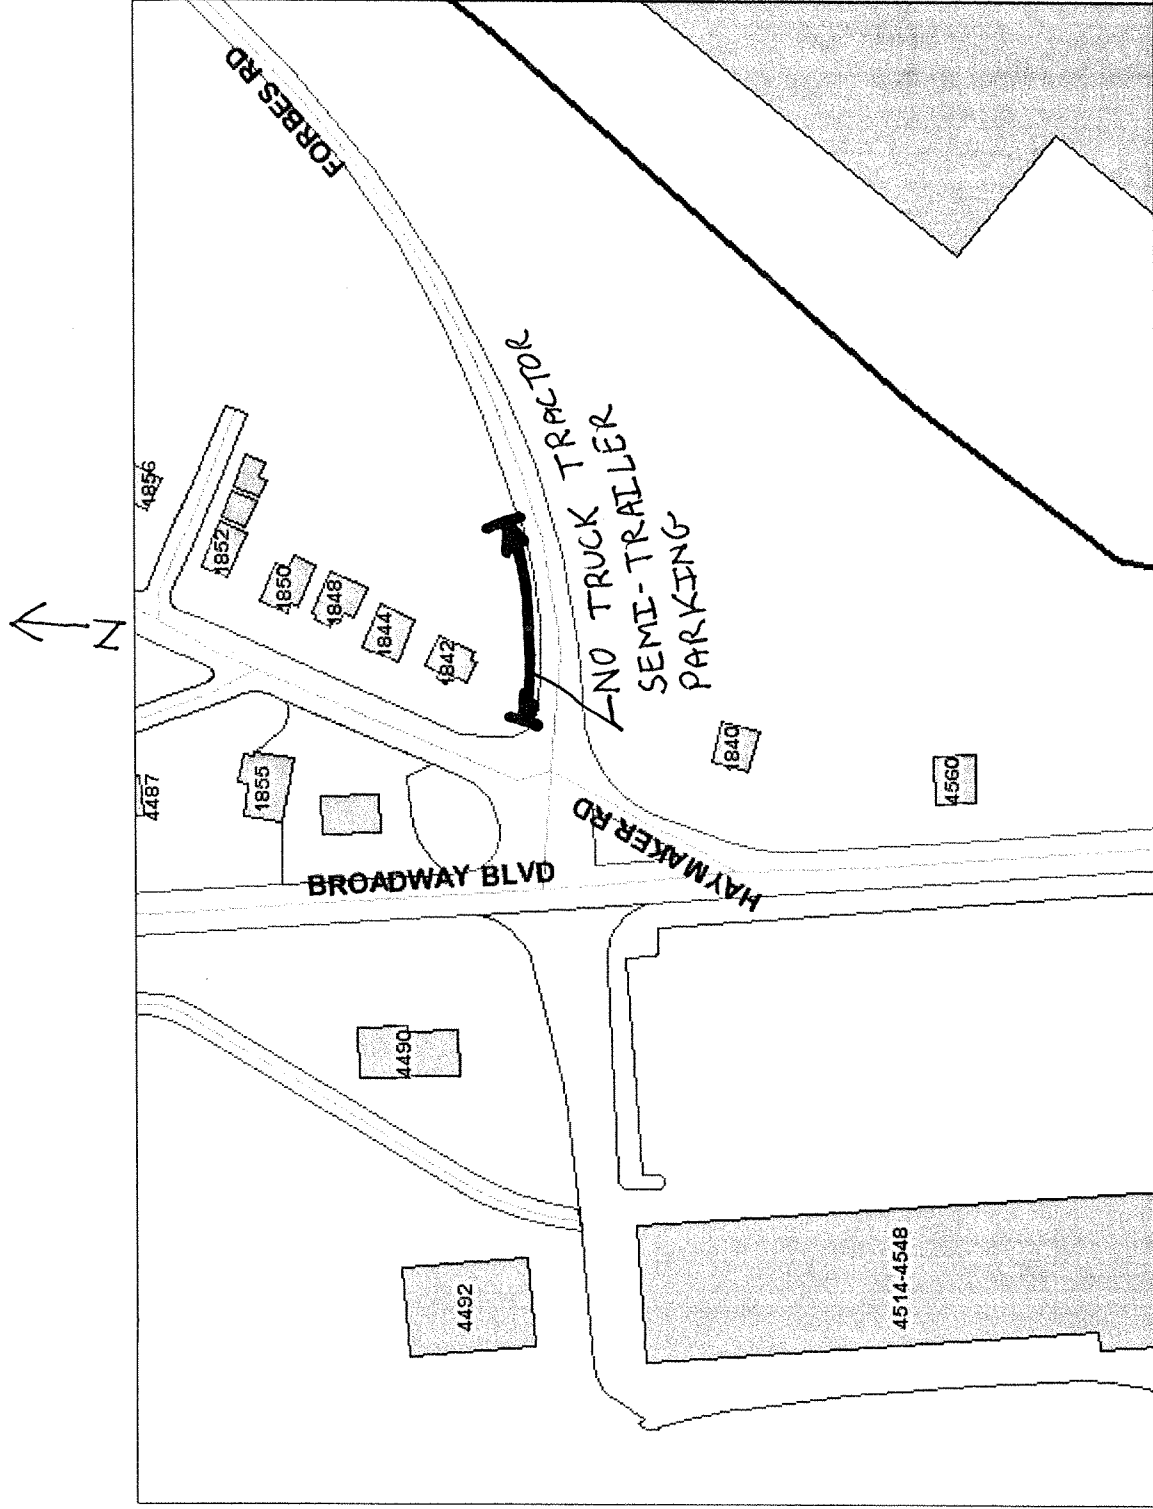 N
FORBES RD
4856
1852
1850
1848
1844
1842
NO TRUCK TRACTOR
SEMI-TRAILER
PARKING
4487
1855
1840
4560
HAYMAKER RD
BROADWAY BLVD
4490
4492
4514-4548